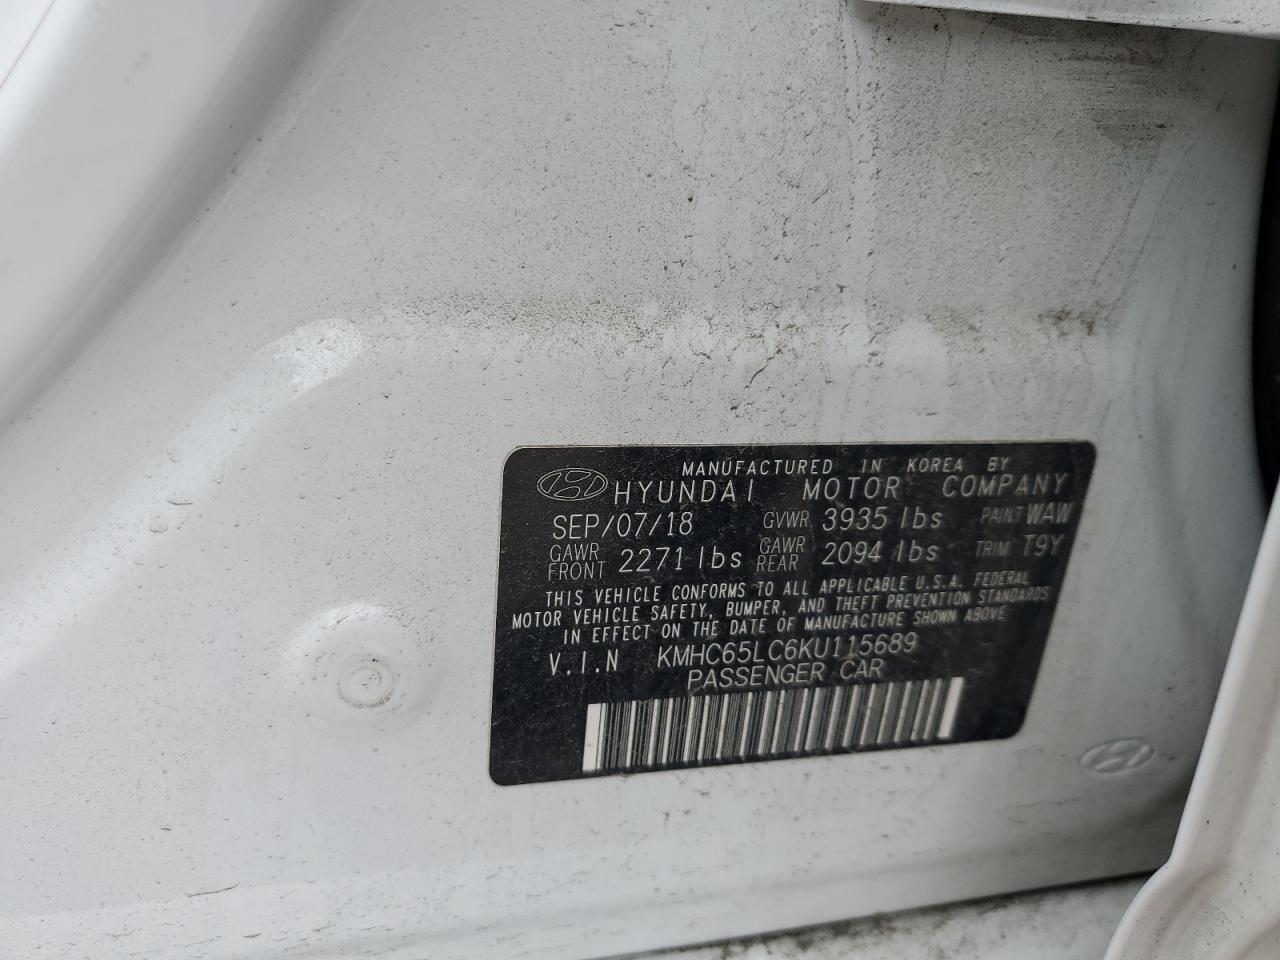 MANUFACTURED IN KOREA BY
HYUNDAI MOTOR COMPANY
SEP/07/18 GVWR 3935 lbs PAINT WAW
GAWR FRONT 2271 lbs GAWR REAR 2094 lbs TRIM T9Y
THIS VEHICLE CONFORMS TO ALL APPLICABLE U.S.A. FEDERAL
MOTOR VEHICLE SAFETY, BUMPER, AND THEFT PREVENTION STANDARDS
IN EFFECT ON THE DATE OF MANUFACTURE SHOWN ABOVE
V.I.N KMHC65LC6KU115689
PASSENGER CAR